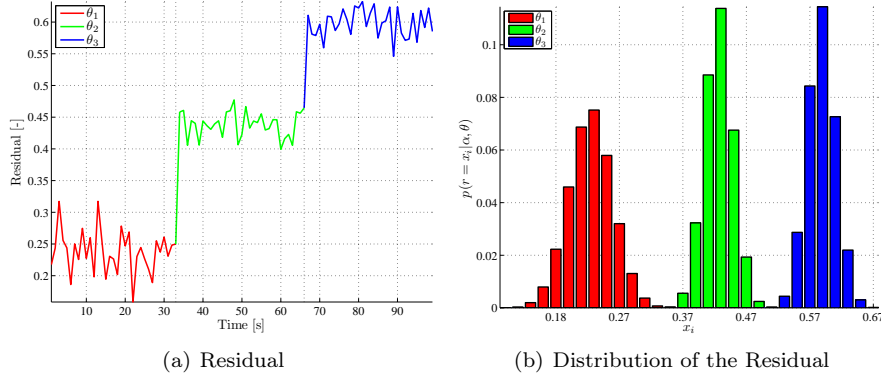 θ₁
θ₂
θ₃
0.6
0.5
0.45
0.4
0.3
0.25
0.2
10 20 30 40 50 60 70 80 90
Residual [-]
Time [s]
(a) Residual
θ₁
θ₂
θ₃
0.1
0.08
0.06
0.04
0.02
0
0.18 0.27 0.37 0.47 0.57 0.67
p(r = xᵢ|α, θ)
xᵢ
(b) Distribution of the Residual